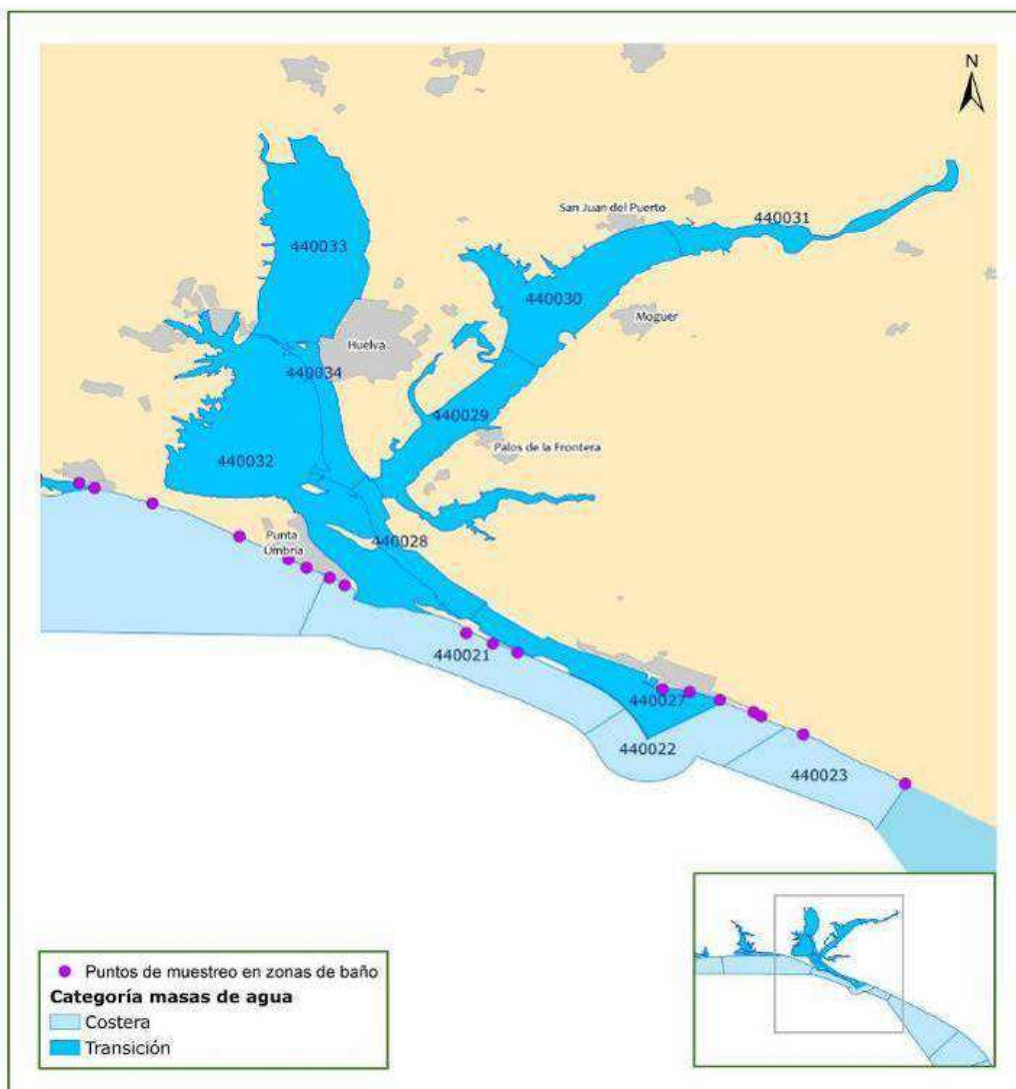 N
San Juan del Puerto
440031
440033
440030
Moguer
Huelva
440034
440029
Palos de la Frontera
440032
Punta
Umbría
440028
440021
440027
440022
440023
Puntos de muestreo en zonas de baño
Categoría masas de agua
Costera
Transición